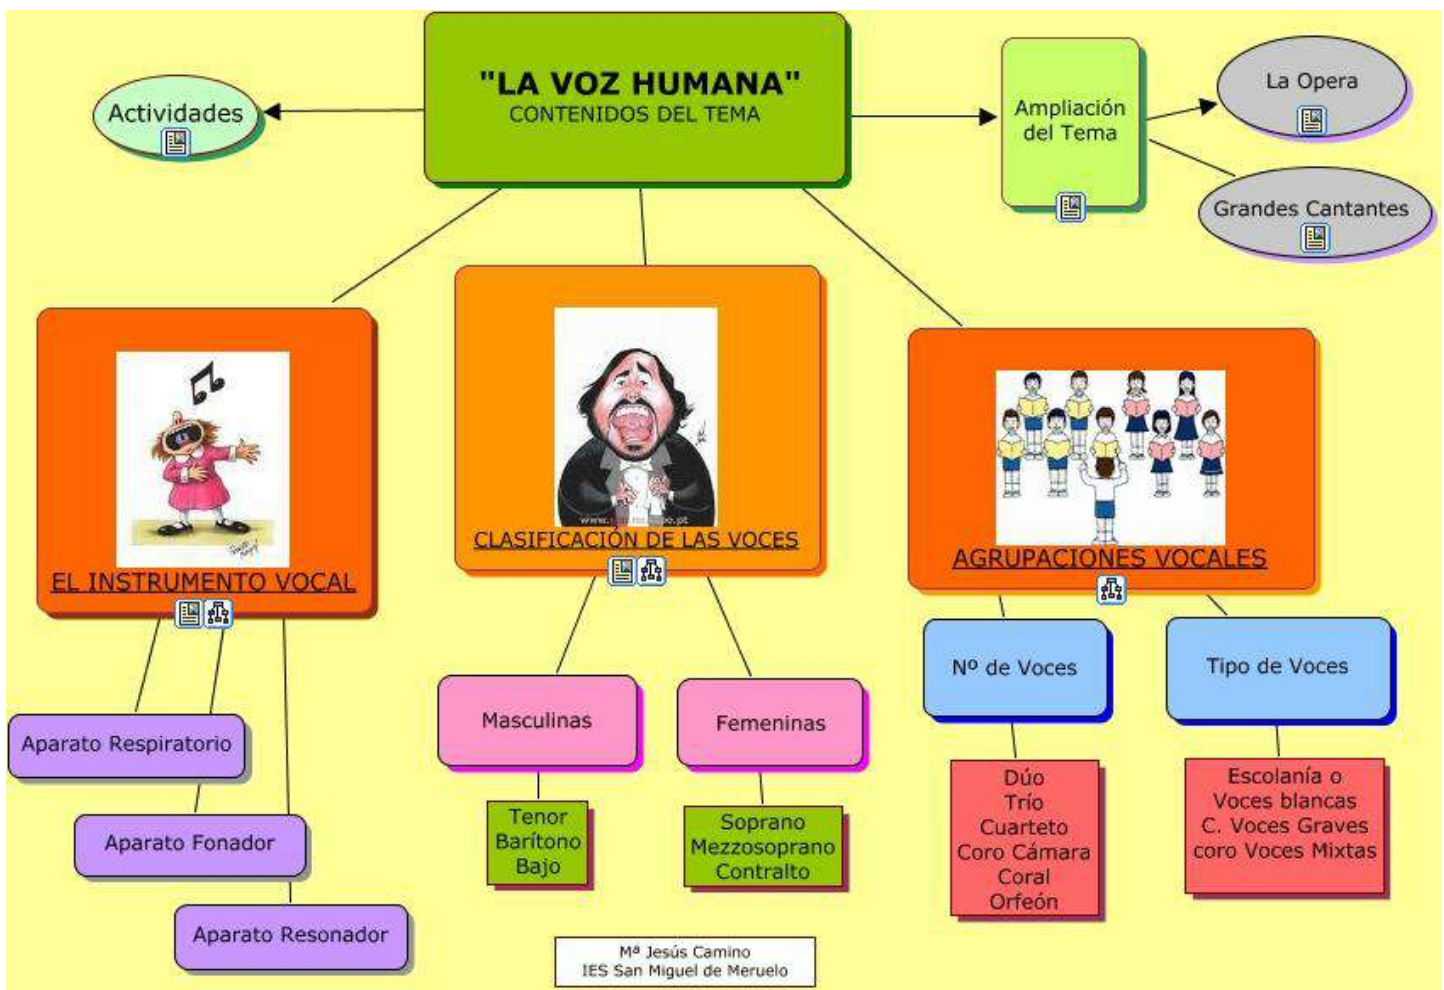 "LA VOZ HUMANA"
CONTENIDOS DEL TEMA
Actividades
Ampliación
del Tema
La Opera
Grandes Cantantes
EL INSTRUMENTO VOCAL
CLASIFICACIÓN DE LAS VOCES
AGRUPACIONES VOCALES
Aparato Respiratorio
Aparato Fonador
Aparato Resonador
Masculinas
Femeninas
Tenor
Barítono
Bajo
Soprano
Mezzosoprano
Contralto
Nº de Voces
Tipo de Voces
Dúo
Trío
Cuarteto
Coro Cámara
Coral
Orfeón
Escolanía o
Voces blancas
C. Voces Graves
coro Voces Mixtas
Mª Jesús Camino
IES San Miguel de Meruelo